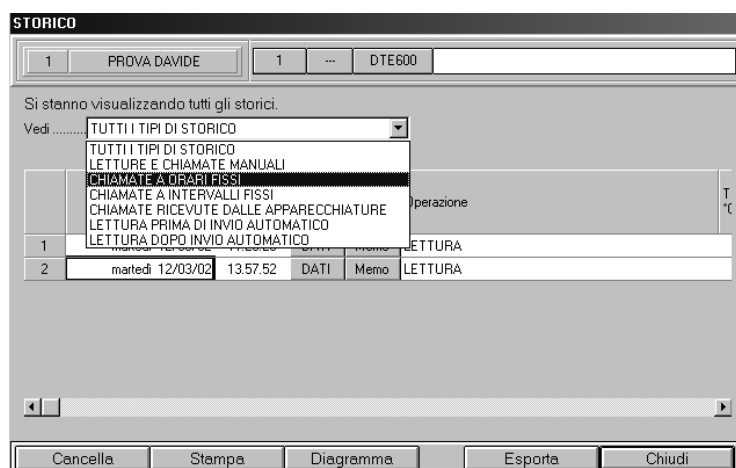 STORICO
1 PROVA DAVIDE 1 --- DTE600
Si stanno visualizzando tutti gli storici.
Vedi .......... TUTTI I TIPI DI STORICO
TUTTI I TIPI DI STORICO
LETTURE E CHIAMATE MANUALI
CHIAMATE A ORARI FISSI
CHIAMATE A INTERVALLI FISSI
CHIAMATE RICEVUTE DALLE APPARECCHIATURE
LETTURA PRIMA DI INVIO AUTOMATICO
LETTURA DOPO INVIO AUTOMATICO
Operazione
T
1 LETTURA
2 martedì 12/03/02 13.57.52 DATI Memo LETTURA
Cancella Stampa Diagramma Esporta Chiudi